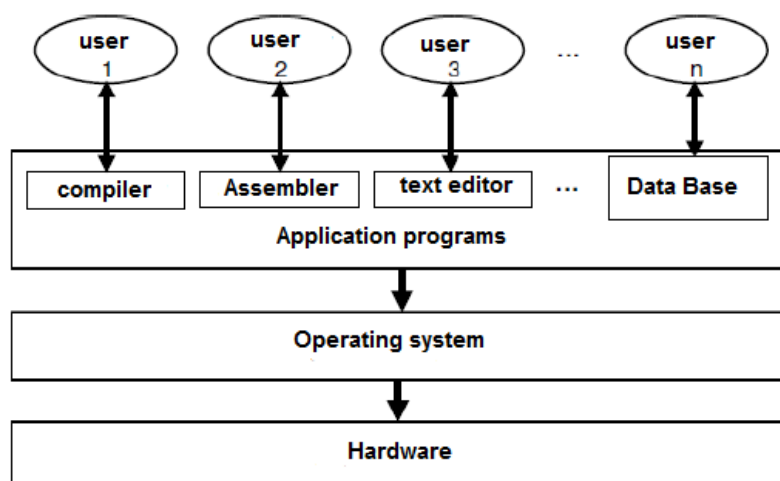 user user user user
1 2 3 ... n
compiler Assembler text editor ... Data Base
Application programs
Operating system
Hardware